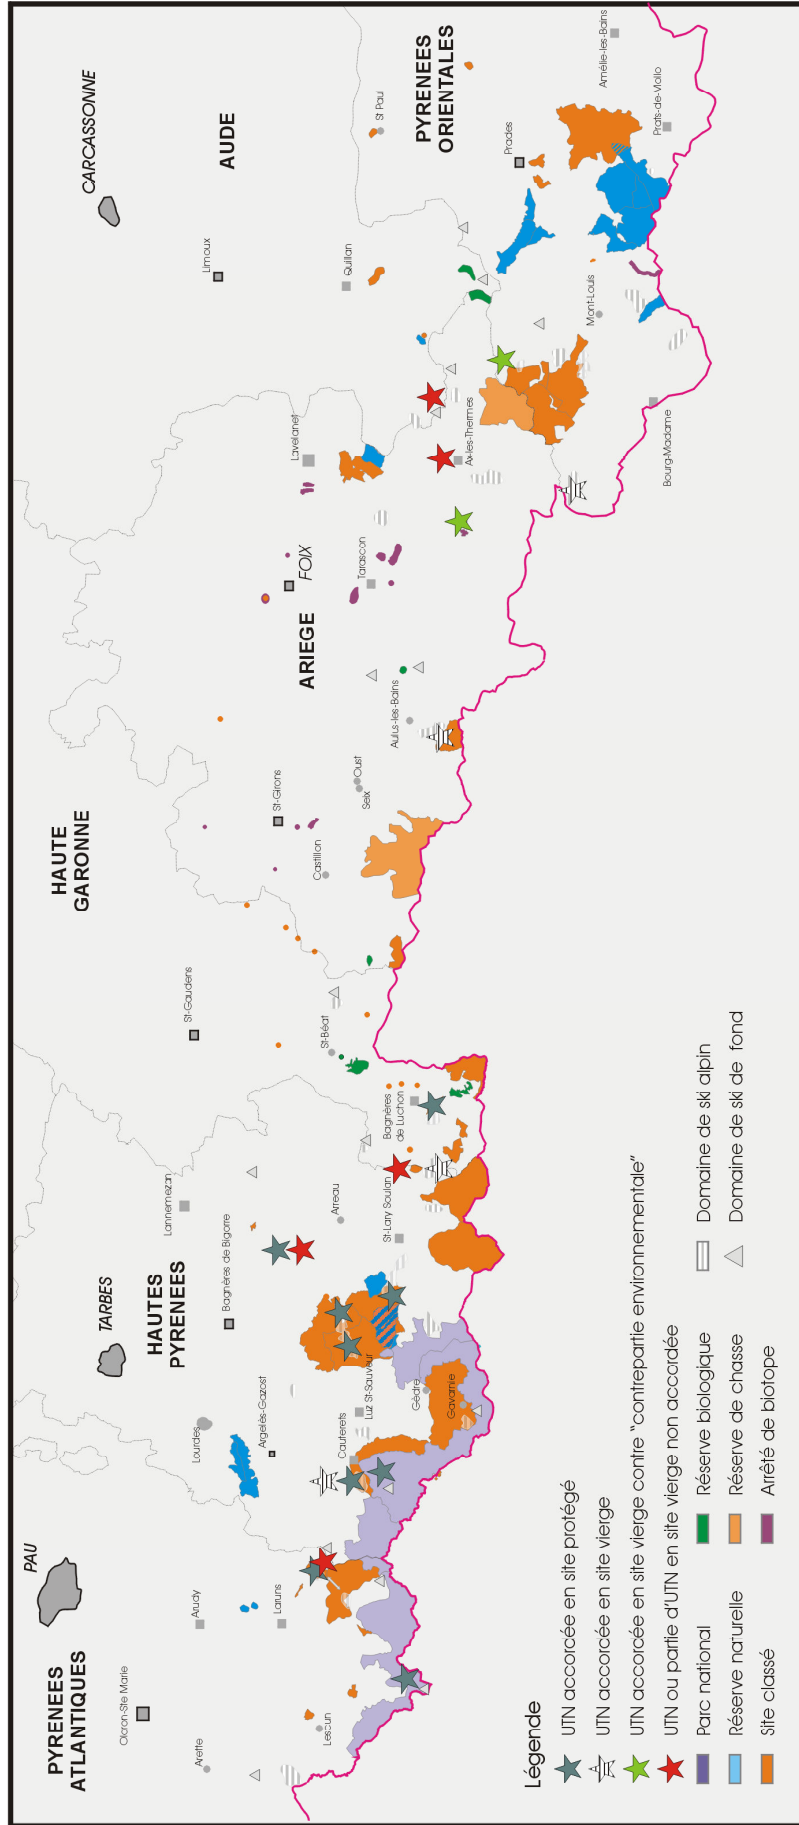 PAU
TARBES
CARCASSONNE
PYRENEES
ATLANTIQUES
HAUTES
PYRENEES
HAUTE
GARONNE
ARIEGE
AUDE
PYRENEES
ORIENTALES
Oloron-Ste Marie
Arette
Lescun
Arudy
Laruns
Lourdes
Argelès-Gazost
Cauterets
Luz St-Sauveur
Gèdre
Gavarnie
Bagnères de Bigorre
Lannemezan
Arreau
St-Lary Soulan
Bagnères
de Luchon
St-Gaudens
St-Béat
Castillon
St-Girons
Seix
Oust
Aulus-les-Bains
FOIX
Tarascon
Lavelanet
Ax-les-Thermes
Limoux
Quillan
St Paul
Prades
Mont-Louis
Bourg-Madame
Amélie-les-Bains
Prats-de-Mollo
Légende
UTN accordée en site protégé
UTN accordée en site vierge
UTN accordée en site vierge contre "contrepartie environnementale"
UTN ou partie d'UTN en site vierge non accordée
Parc national
Réserve naturelle
Site classé
Réserve biologique
Réserve de chasse
Arrêté de biotope
Domaine de ski alpin
Domaine de ski de fond